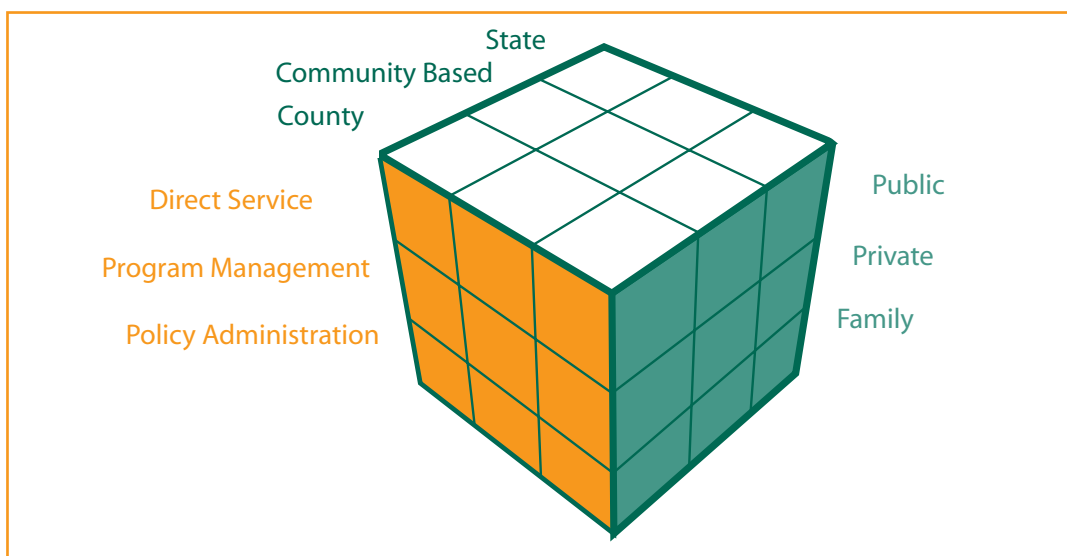 State
Community Based
County
Direct Service
Program Management
Policy Administration
Public
Private
Family